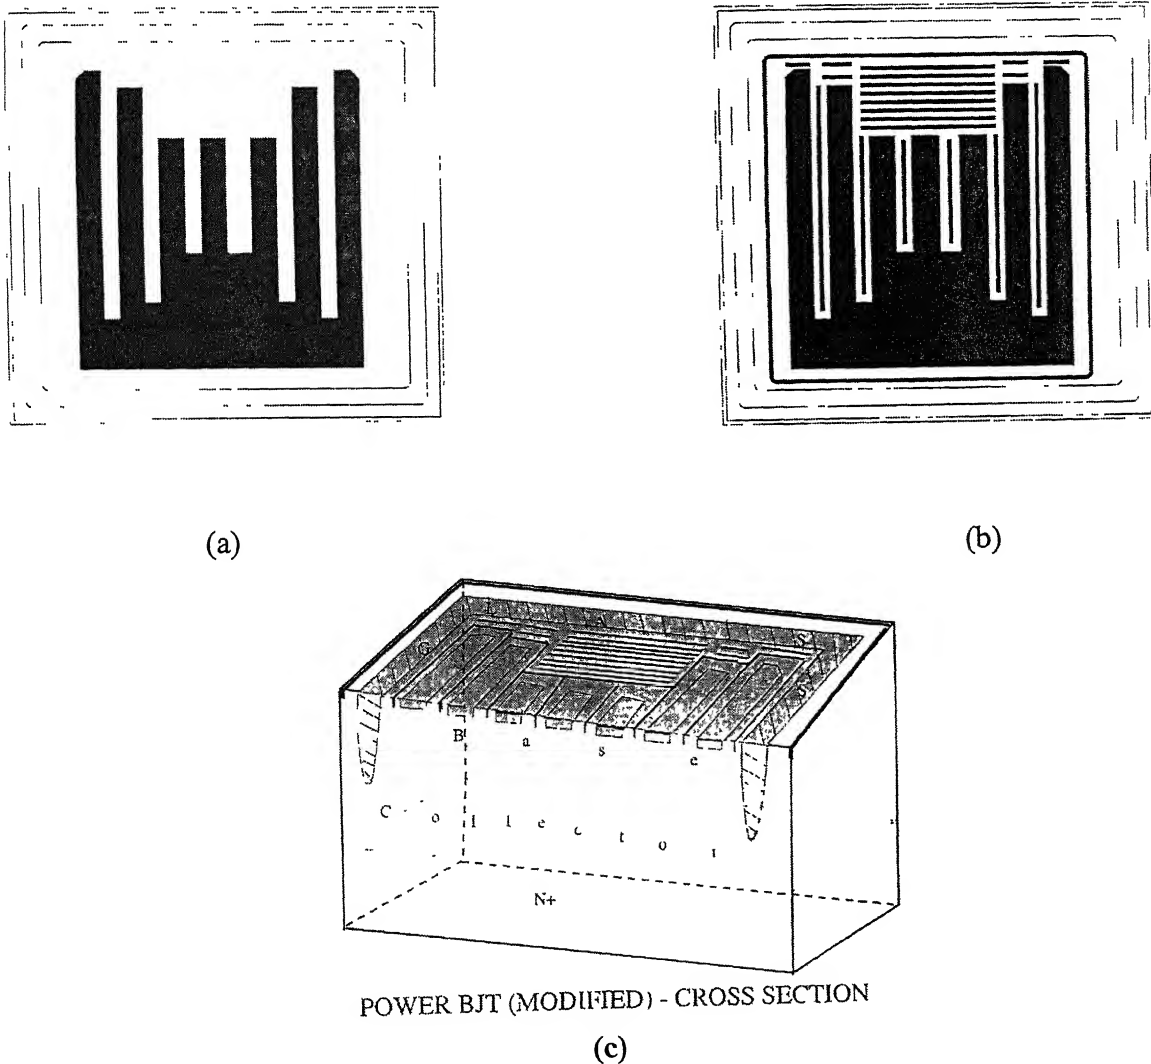 (a)
(b)
G L A S S
B a s e
C o l l e c t o r
N+
POWER BJT (MODIFIED) - CROSS SECTION
(c)